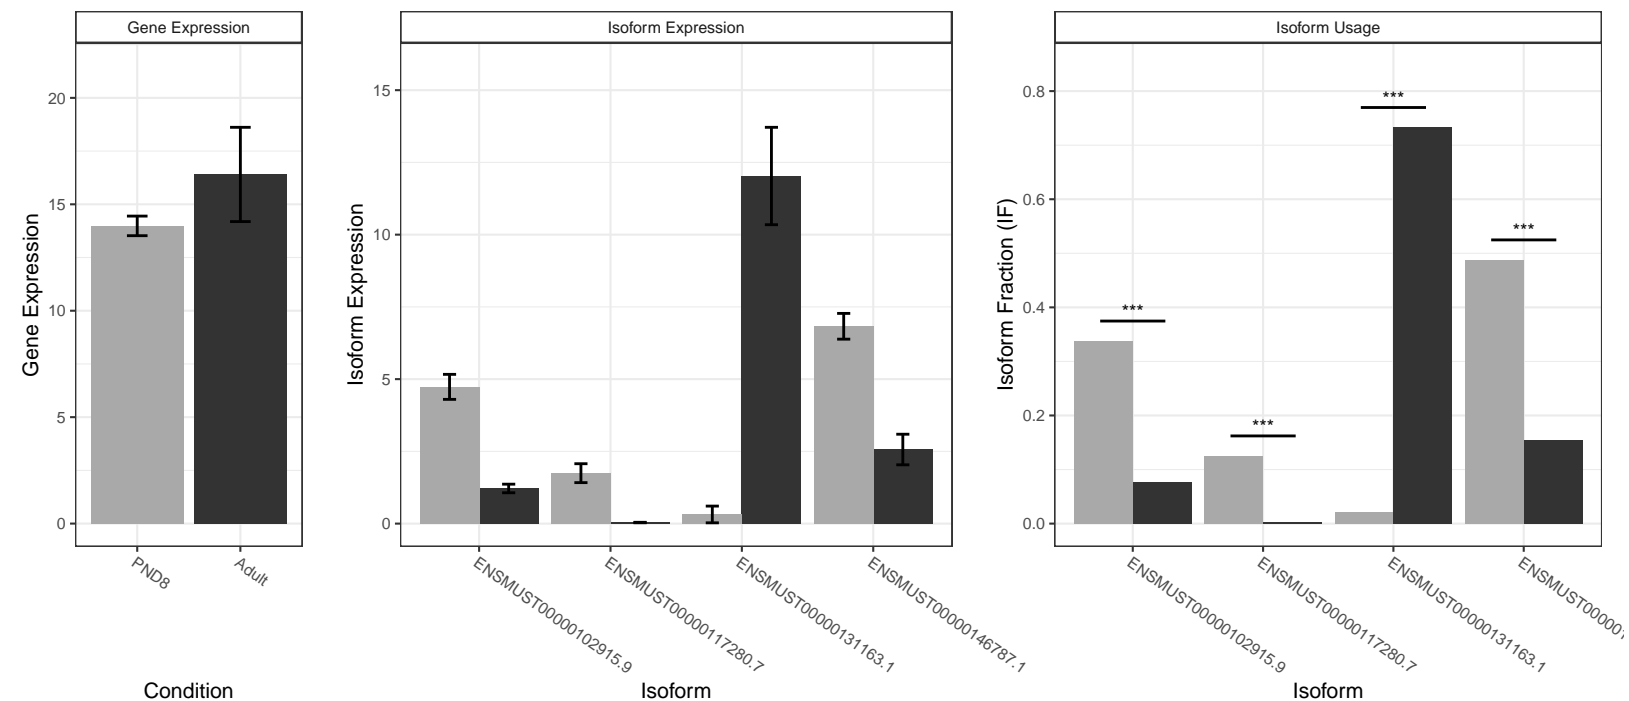 Gene Expression
Gene Expression
20
15
10
5
0
PND8
Adult
Condition
Isoform Expression
Isoform Expression
15
10
5
0
ENSMUST00000102915.9
ENSMUST00000117280.7
ENSMUST00000131163.1
ENSMUST00000146787.1
Isoform
Isoform Usage
Isoform Fraction (IF)
0.8
0.6
0.4
0.2
0.0
***
***
***
***
ENSMUST00000102915.9
ENSMUST00000117280.7
ENSMUST00000131163.1
Isoform